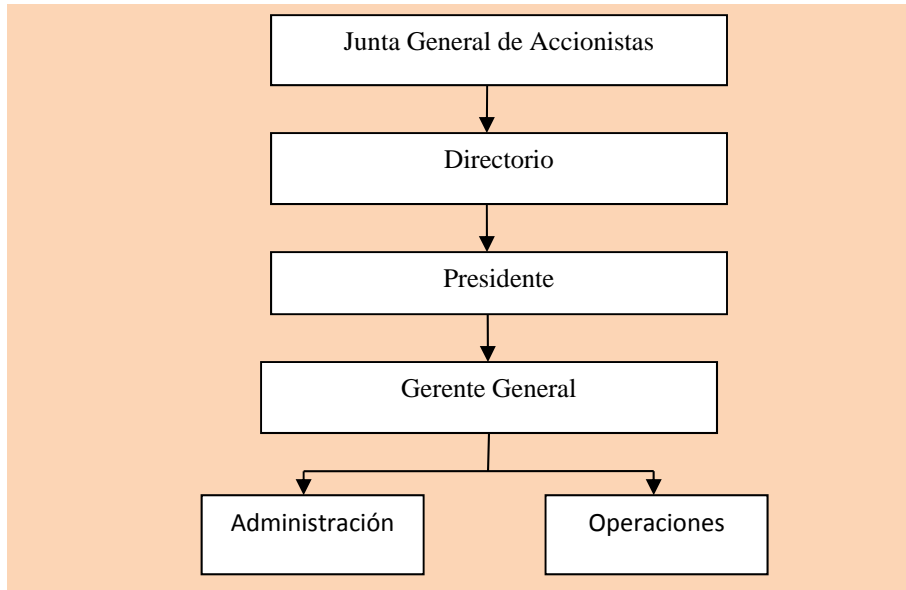 Junta General de Accionistas
Directorio
Presidente
Gerente General
Administración
Operaciones